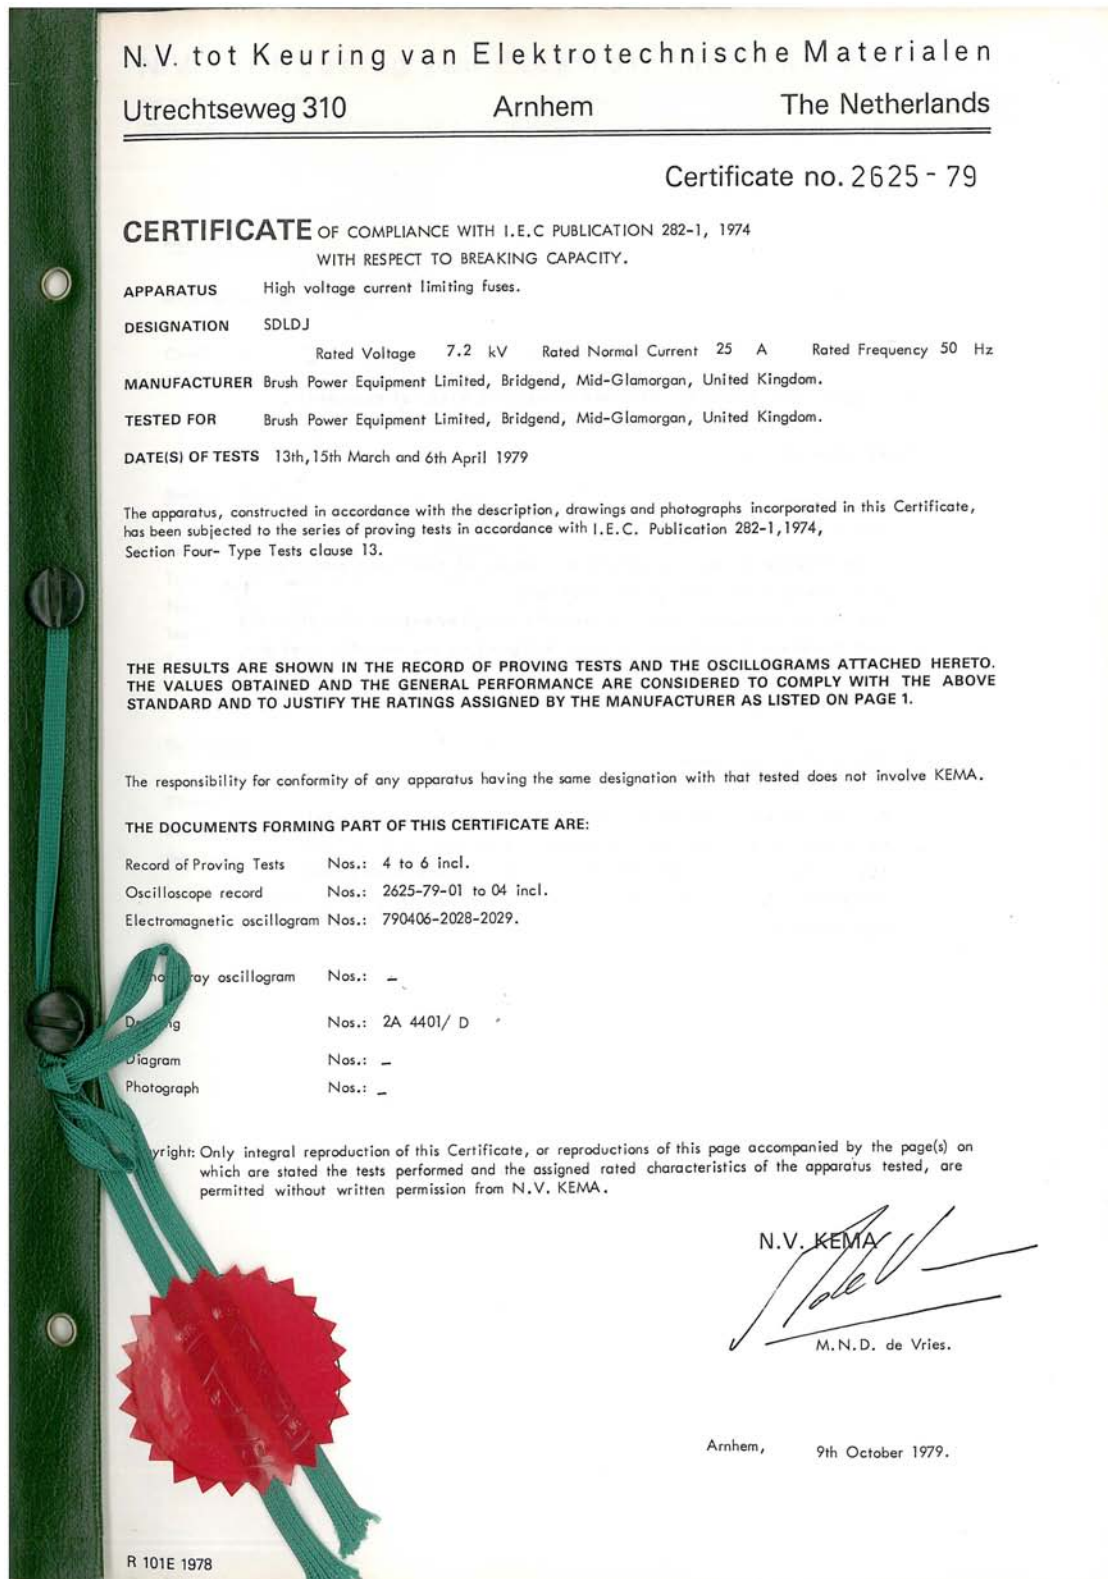 N.V. tot Keuring van Elektrotechnische Materialen
Utrechtseweg 310 Arnhem The Netherlands
Certificate no. 2625-79
CERTIFICATE OF COMPLIANCE WITH I.E.C PUBLICATION 282-1, 1974
WITH RESPECT TO BREAKING CAPACITY.
APPARATUS High voltage current limiting fuses.
DESIGNATION SDLDJ
Rated Voltage 7.2 kV Rated Normal Current 25 A Rated Frequency 50 Hz
MANUFACTURER Brush Power Equipment Limited, Bridgend, Mid-Glamorgan, United Kingdom.
TESTED FOR Brush Power Equipment Limited, Bridgend, Mid-Glamorgan, United Kingdom.
DATE(S) OF TESTS 13th, 15th March and 6th April 1979
The apparatus, constructed in accordance with the description, drawings and photographs incorporated in this Certificate,
has been subjected to the series of proving tests in accordance with I.E.C. Publication 282-1,1974,
Section Four- Type Tests clause 13.
THE RESULTS ARE SHOWN IN THE RECORD OF PROVING TESTS AND THE OSCILLOGRAMS ATTACHED HERETO.
THE VALUES OBTAINED AND THE GENERAL PERFORMANCE ARE CONSIDERED TO COMPLY WITH THE ABOVE
STANDARD AND TO JUSTIFY THE RATINGS ASSIGNED BY THE MANUFACTURER AS LISTED ON PAGE 1.
The responsibility for conformity of any apparatus having the same designation with that tested does not involve KEMA.
THE DOCUMENTS FORMING PART OF THIS CERTIFICATE ARE:
Record of Proving Tests Nos.: 4 to 6 incl.
Oscilloscope record Nos.: 2625-79-01 to 04 incl.
Electromagnetic oscillogram Nos.: 790406-2028-2029.
ray oscillogram Nos.: –
Nos.: 2A 4401/ D
Diagram Nos.: –
Photograph Nos.: –
yright: Only integral reproduction of this Certificate, or reproductions of this page accompanied by the page(s) on
which are stated the tests performed and the assigned rated characteristics of the apparatus tested, are
permitted without written permission from N.V. KEMA.
N.V. KEMA
M.N.D. de Vries.
Arnhem, 9th October 1979.
R 101E 1978